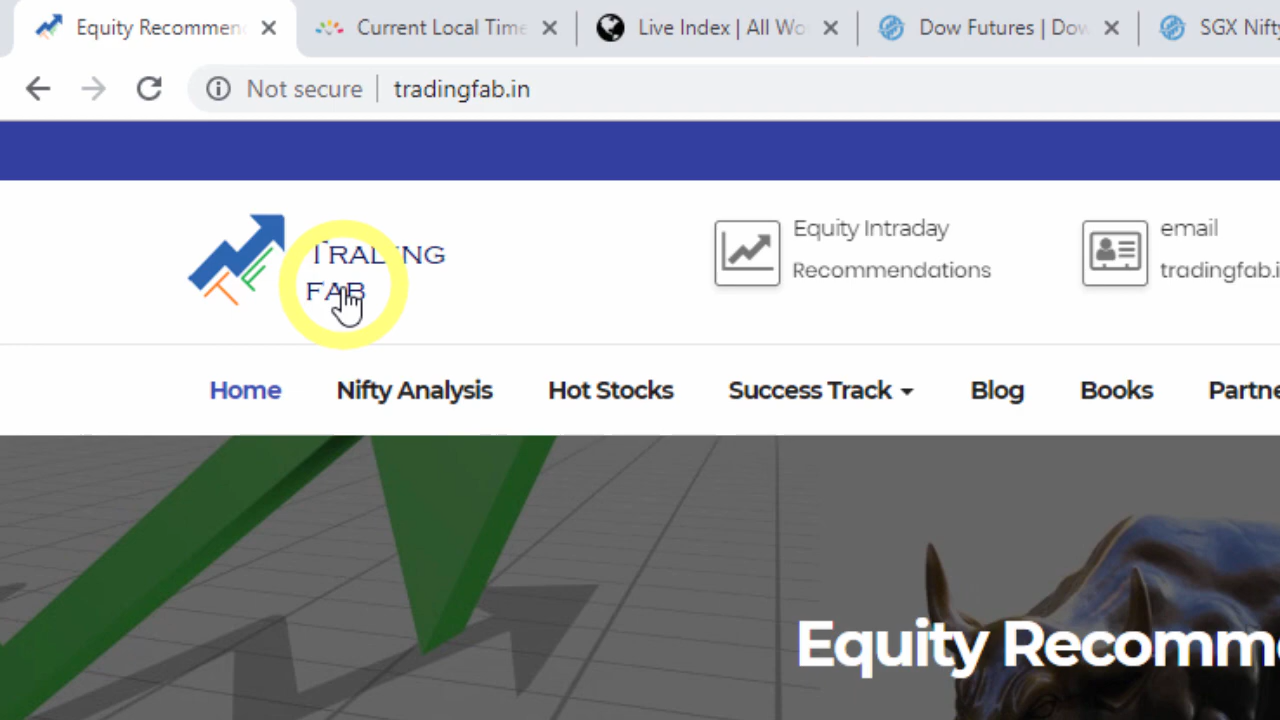 Equity Recommen
Current Local Time
Live Index | All Wo
Dow Futures | Dow
SGX Nifty
Not secure
tradingfab.in
TRADING
FAB
Equity Intraday
Recommendations
email
tradingfab.i
Home
Nifty Analysis
Hot Stocks
Success Track
Blog
Books
Partne
Equity Recomme